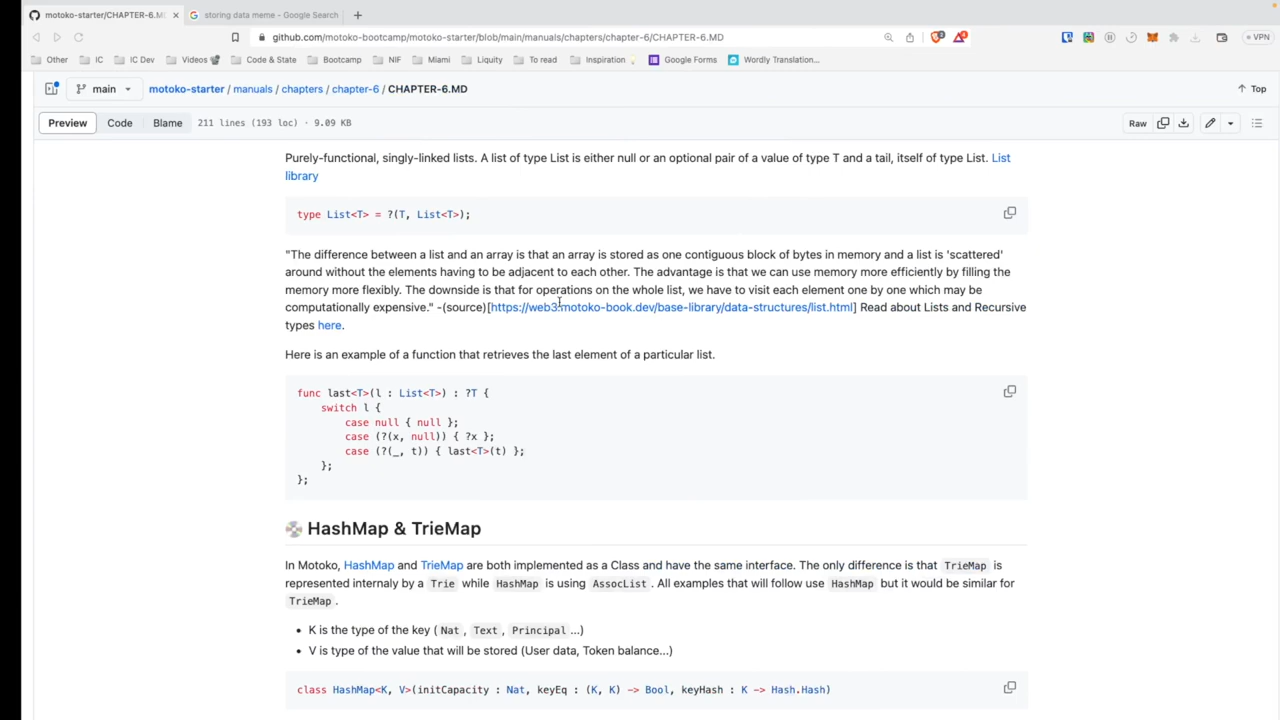 motoko-starter/CHAPTER-6.MD
storing data meme - Google Search
github.com/motoko-bootcamp/motoko-starter/blob/main/manuals/chapters/chapter-6/CHAPTER-6.MD
VPN
Other IC IC Dev Videos Code & State Bootcamp NIF Miami Liquity To read Inspiration Google Forms Wordly Translation...
main motoko-starter / manuals / chapters / chapter-6 / CHAPTER-6.MD Top
Preview Code Blame 211 lines (193 loc) · 9.09 KB Raw
Purely-functional, singly-linked lists. A list of type List is either null or an optional pair of a value of type T and a tail, itself of type List. List
library
type List<T> = ?(T, List<T>);
"The difference between a list and an array is that an array is stored as one contiguous block of bytes in memory and a list is 'scattered'
around without the elements having to be adjacent to each other. The advantage is that we can use memory more efficiently by filling the
memory more flexibly. The downside is that for operations on the whole list, we have to visit each element one by one which may be
computationally expensive." -(source)[https://web3.motoko-book.dev/base-library/data-structures/list.html] Read about Lists and Recursive
types here.
Here is an example of a function that retrieves the last element of a particular list.
func last<T>(l : List<T>) : ?T {
switch l {
case null { null };
case (?(x, null)) { ?x };
case (?(_, t)) { last<T>(t) };
};
};
HashMap & TrieMap
In Motoko, HashMap and TrieMap are both implemented as a Class and have the same interface. The only difference is that TrieMap is
represented internaly by a Trie while HashMap is using AssocList. All examples that will follow use HashMap but it would be similar for
TrieMap.
• K is the type of the key ( Nat, Text, Principal ...)
• V is type of the value that will be stored (User data, Token balance...)
class HashMap<K, V>(initCapacity : Nat, keyEq : (K, K) -> Bool, keyHash : K -> Hash.Hash)